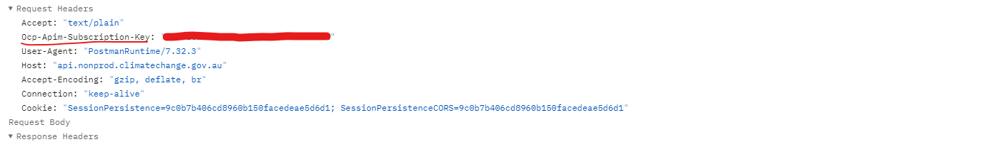 Request Headers
Accept: "text/plain"
Ocp-Apim-Subscription-Key: "
User-Agent: "PostmanRuntime/7.32.3"
Host: "api.nonprod.climatechange.gov.au"
Accept-Encoding: "gzip, deflate, br"
Connection: "keep-alive"
Cookie: "SessionPersistence=9c0b7b406cd8960b150facedeae5d6d1; SessionPersistenceCORS=9c0b7b406cd8960b150facedeae5d6d1"
Request Body
Response Headers